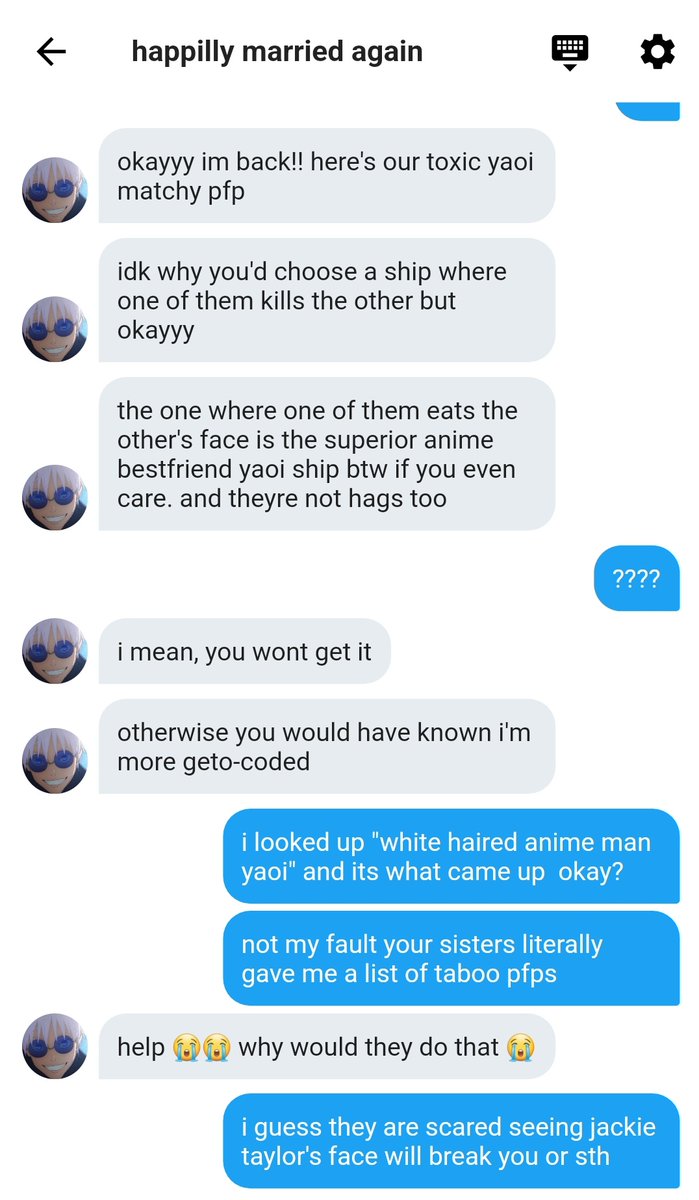 happilly married again
okayyy im back!! here's our toxic yaoi
matchy pfp
idk why you'd choose a ship where
one of them kills the other but
okayyy
the one where one of them eats the
other's face is the superior anime
bestfriend yaoi ship btw if you even
care. and theyre not hags too
????
i mean, you wont get it
otherwise you would have known i'm
more geto-coded
i looked up "white haired anime man
yaoi" and its what came up  okay?
not my fault your sisters literally
gave me a list of taboo pfps
help 😭😭 why would they do that 😭
i guess they are scared seeing jackie
taylor's face will break you or sth